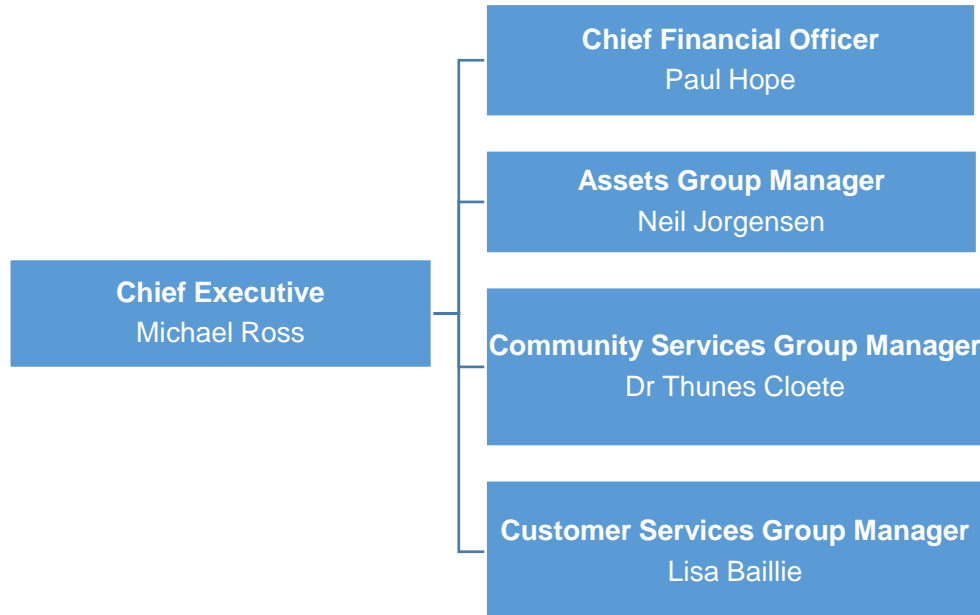 Chief Executive
Michael Ross
Chief Financial Officer
Paul Hope
Assets Group Manager
Neil Jorgensen
Community Services Group Manager
Dr Thunes Cloete
Customer Services Group Manager
Lisa Baillie